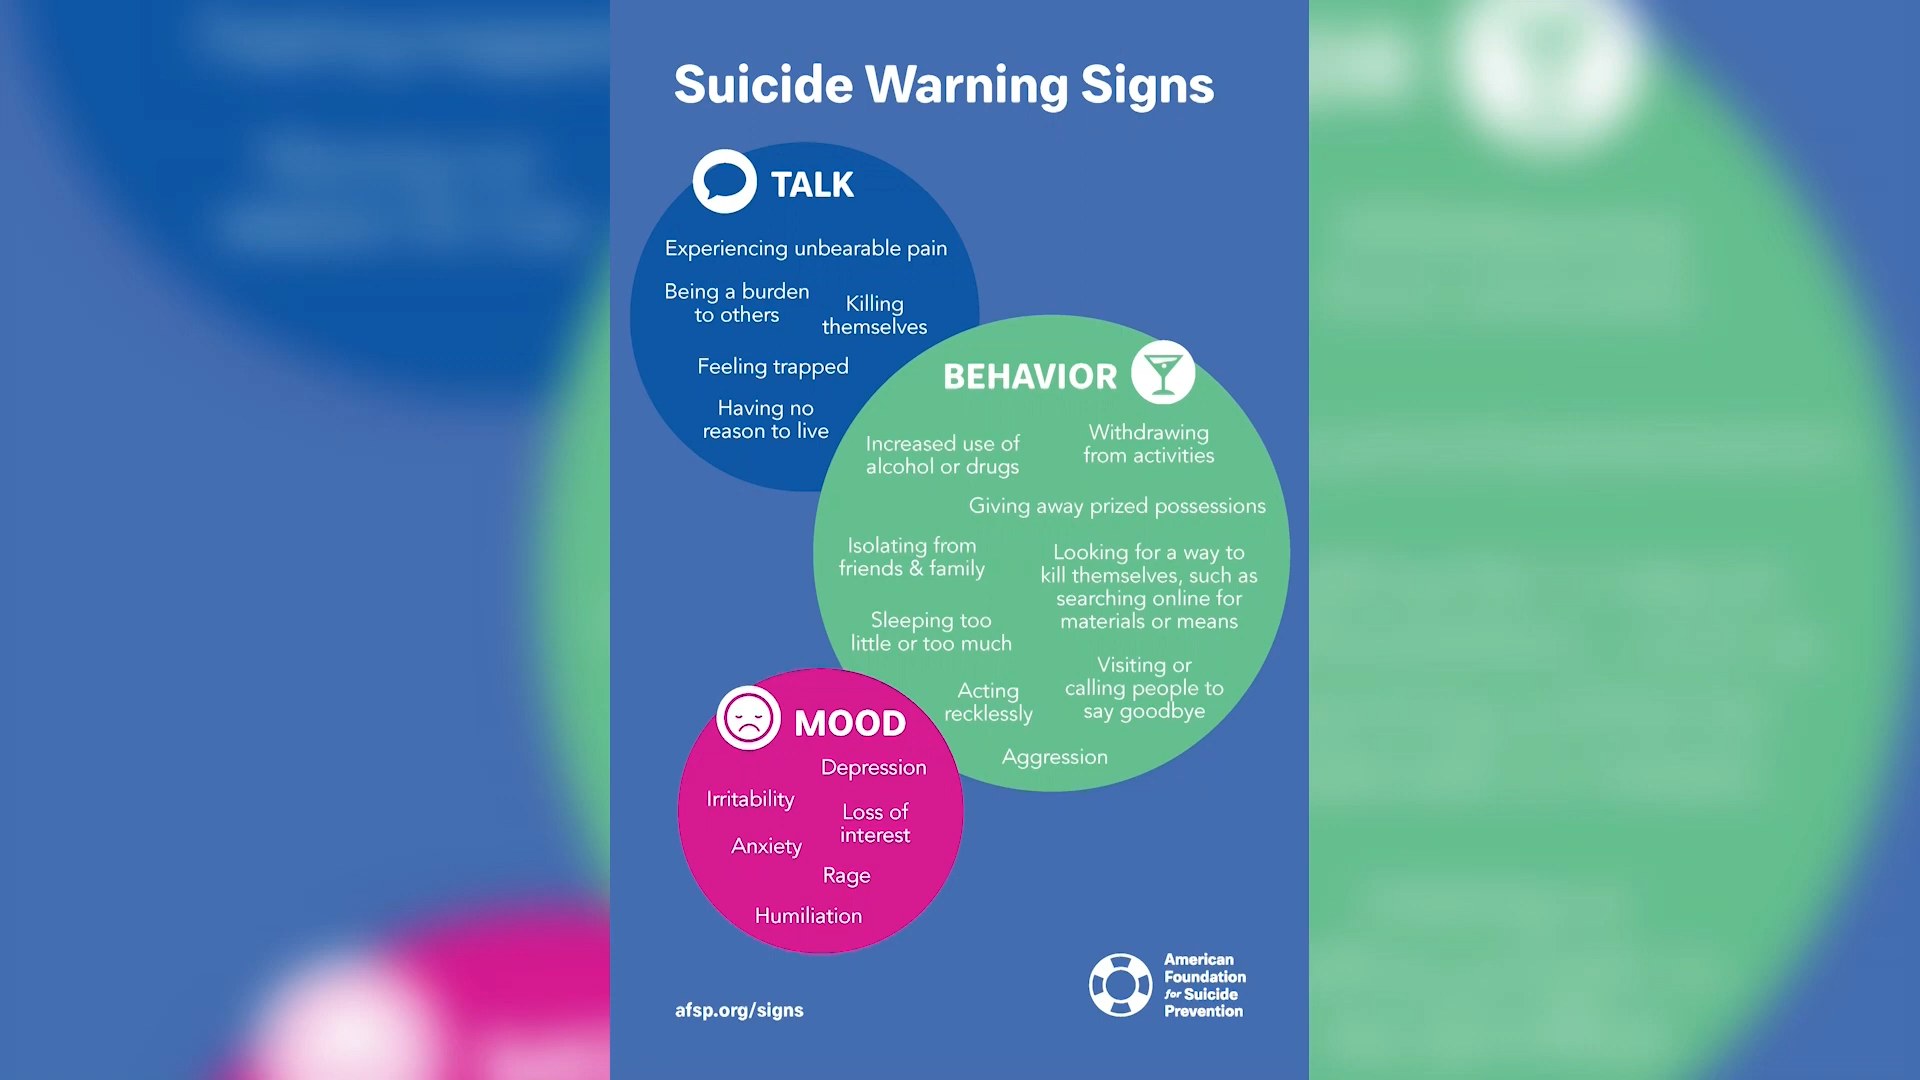 Suicide Warning Signs
TALK
Experiencing unbearable pain
Being a burden
to others
Killing
themselves
Feeling trapped
Having no
reason to live
BEHAVIOR
Increased use of
alcohol or drugs
Withdrawing
from activities
Giving away prized possessions
Isolating from
friends & family
Looking for a way to
kill themselves, such as
searching online for
materials or means
Sleeping too
little or too much
Visiting or
calling people to
say goodbye
Acting
recklessly
Aggression
MOOD
Depression
Irritability
Loss of
interest
Anxiety
Rage
Humiliation
afsp.org/signs
American
Foundation
for Suicide
Prevention